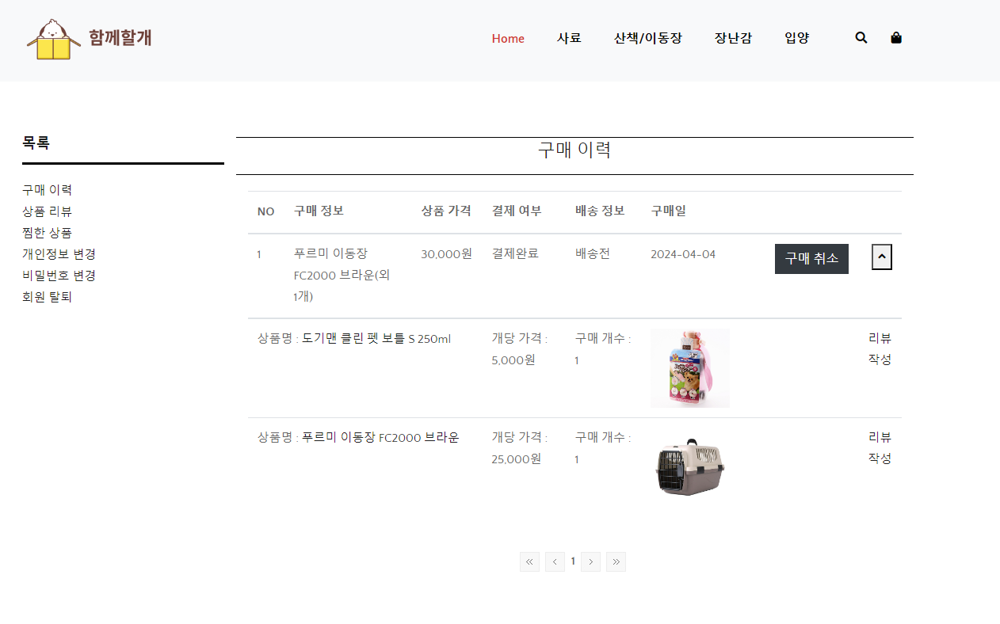 함께할개
Home 사료 산책/이동장 장난감 입양
목록
구매 이력
상품 리뷰
찜한 상품
개인정보 변경
비밀번호 변경
회원 탈퇴
구매 이력
NO 구매 정보 상품 가격 결제 여부 배송 정보 구매일
1 푸르미 이동장 30,000원 결제완료 배송전 2024-04-04 구매 취소
FC2000 브라운(외
1개)
상품명 : 도기맨 클린 펫 보틀 S 250ml 개당 가격 : 구매 개수 : 리뷰
5,000원 1 작성
상품명 : 푸르미 이동장 FC2000 브라운 개당 가격 : 구매 개수 : 리뷰
25,000원 1 작성
1